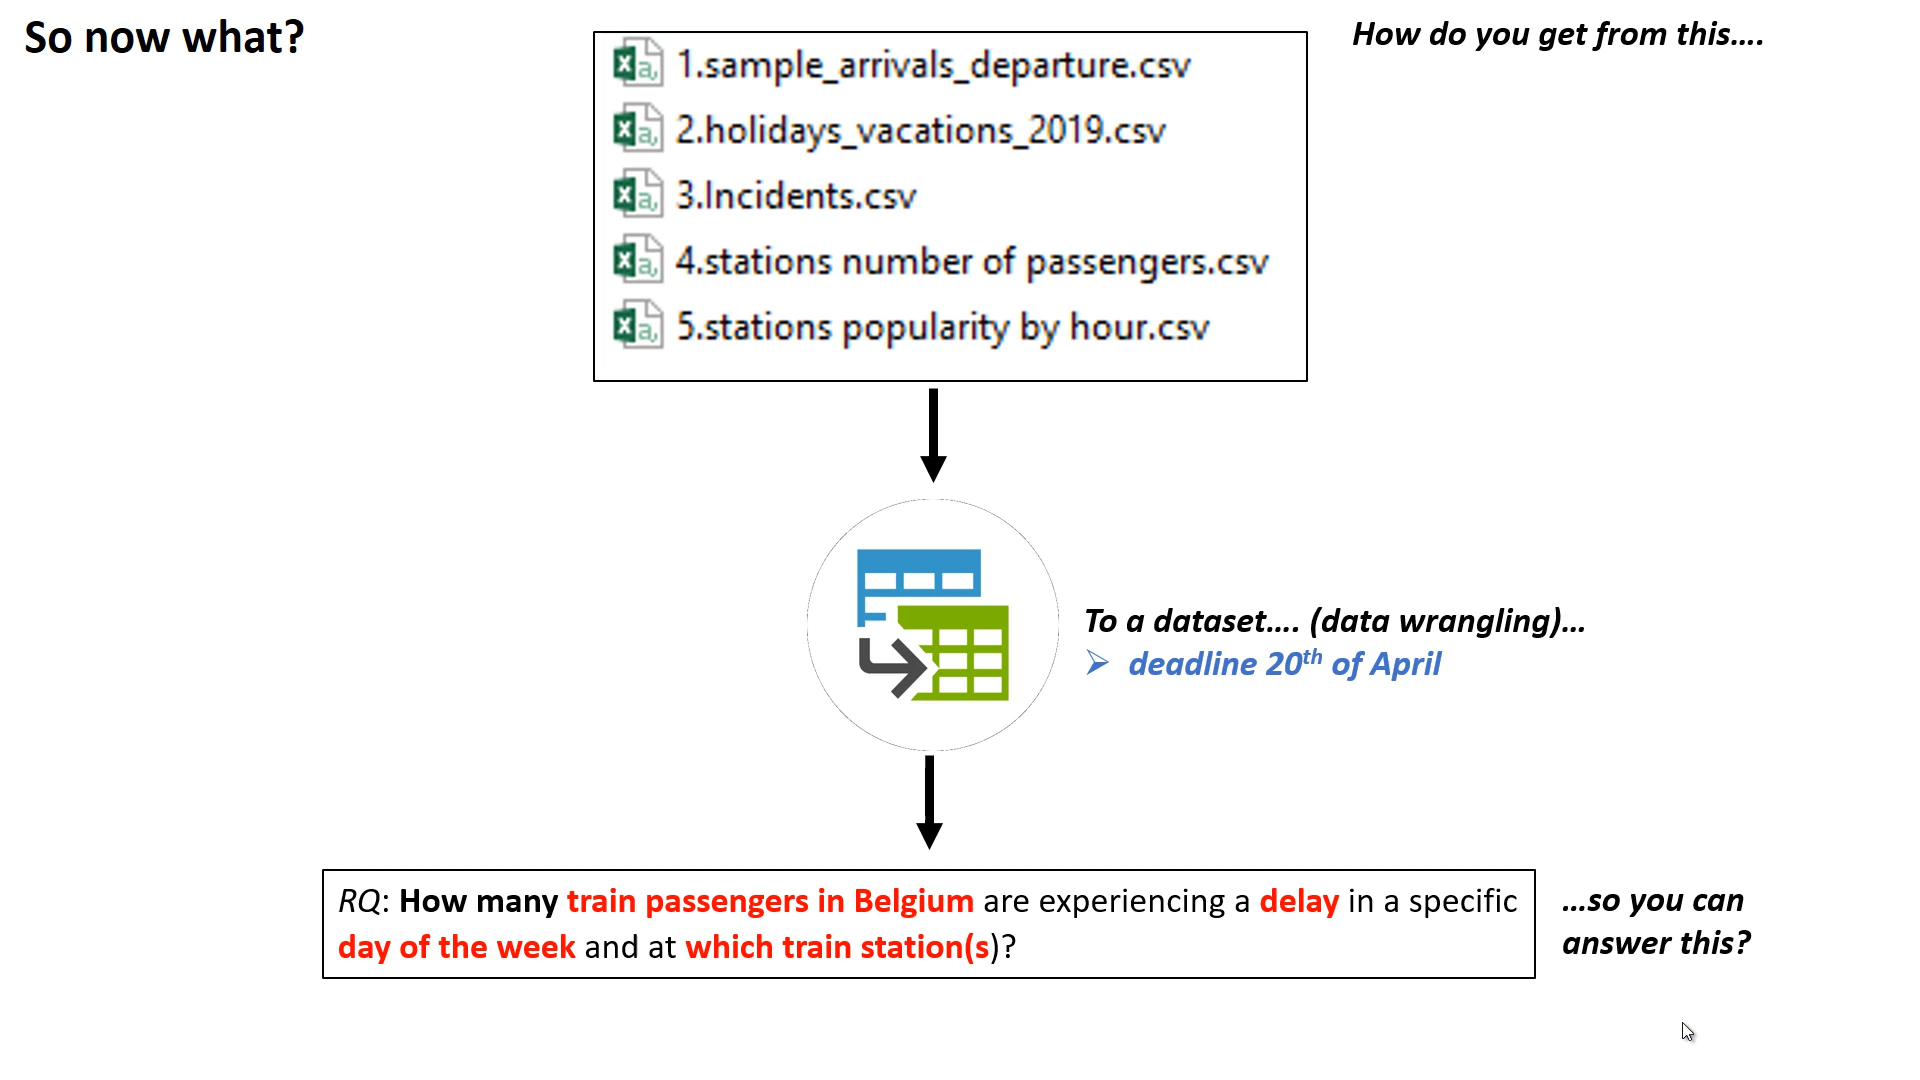 So now what?
How do you get from this....
1.sample_arrivals_departure.csv
2.holidays_vacations_2019.csv
3.Incidents.csv
4.stations number of passengers.csv
5.stations popularity by hour.csv
To a dataset.... (data wrangling)...
➢ deadline 20th of April
RQ: How many train passengers in Belgium are experiencing a delay in a specific
day of the week and at which train station(s)?
...so you can
answer this?